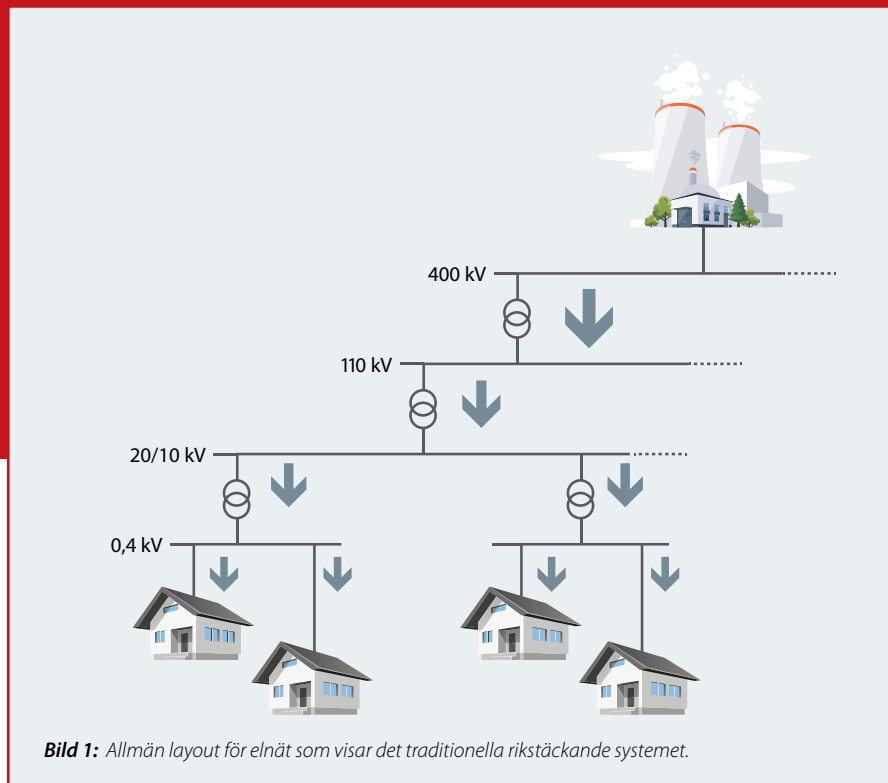 400 kV
110 kV
20/10 kV
0,4 kV
Bild 1: Allmän layout för elnät som visar det traditionella rikstäckande systemet.